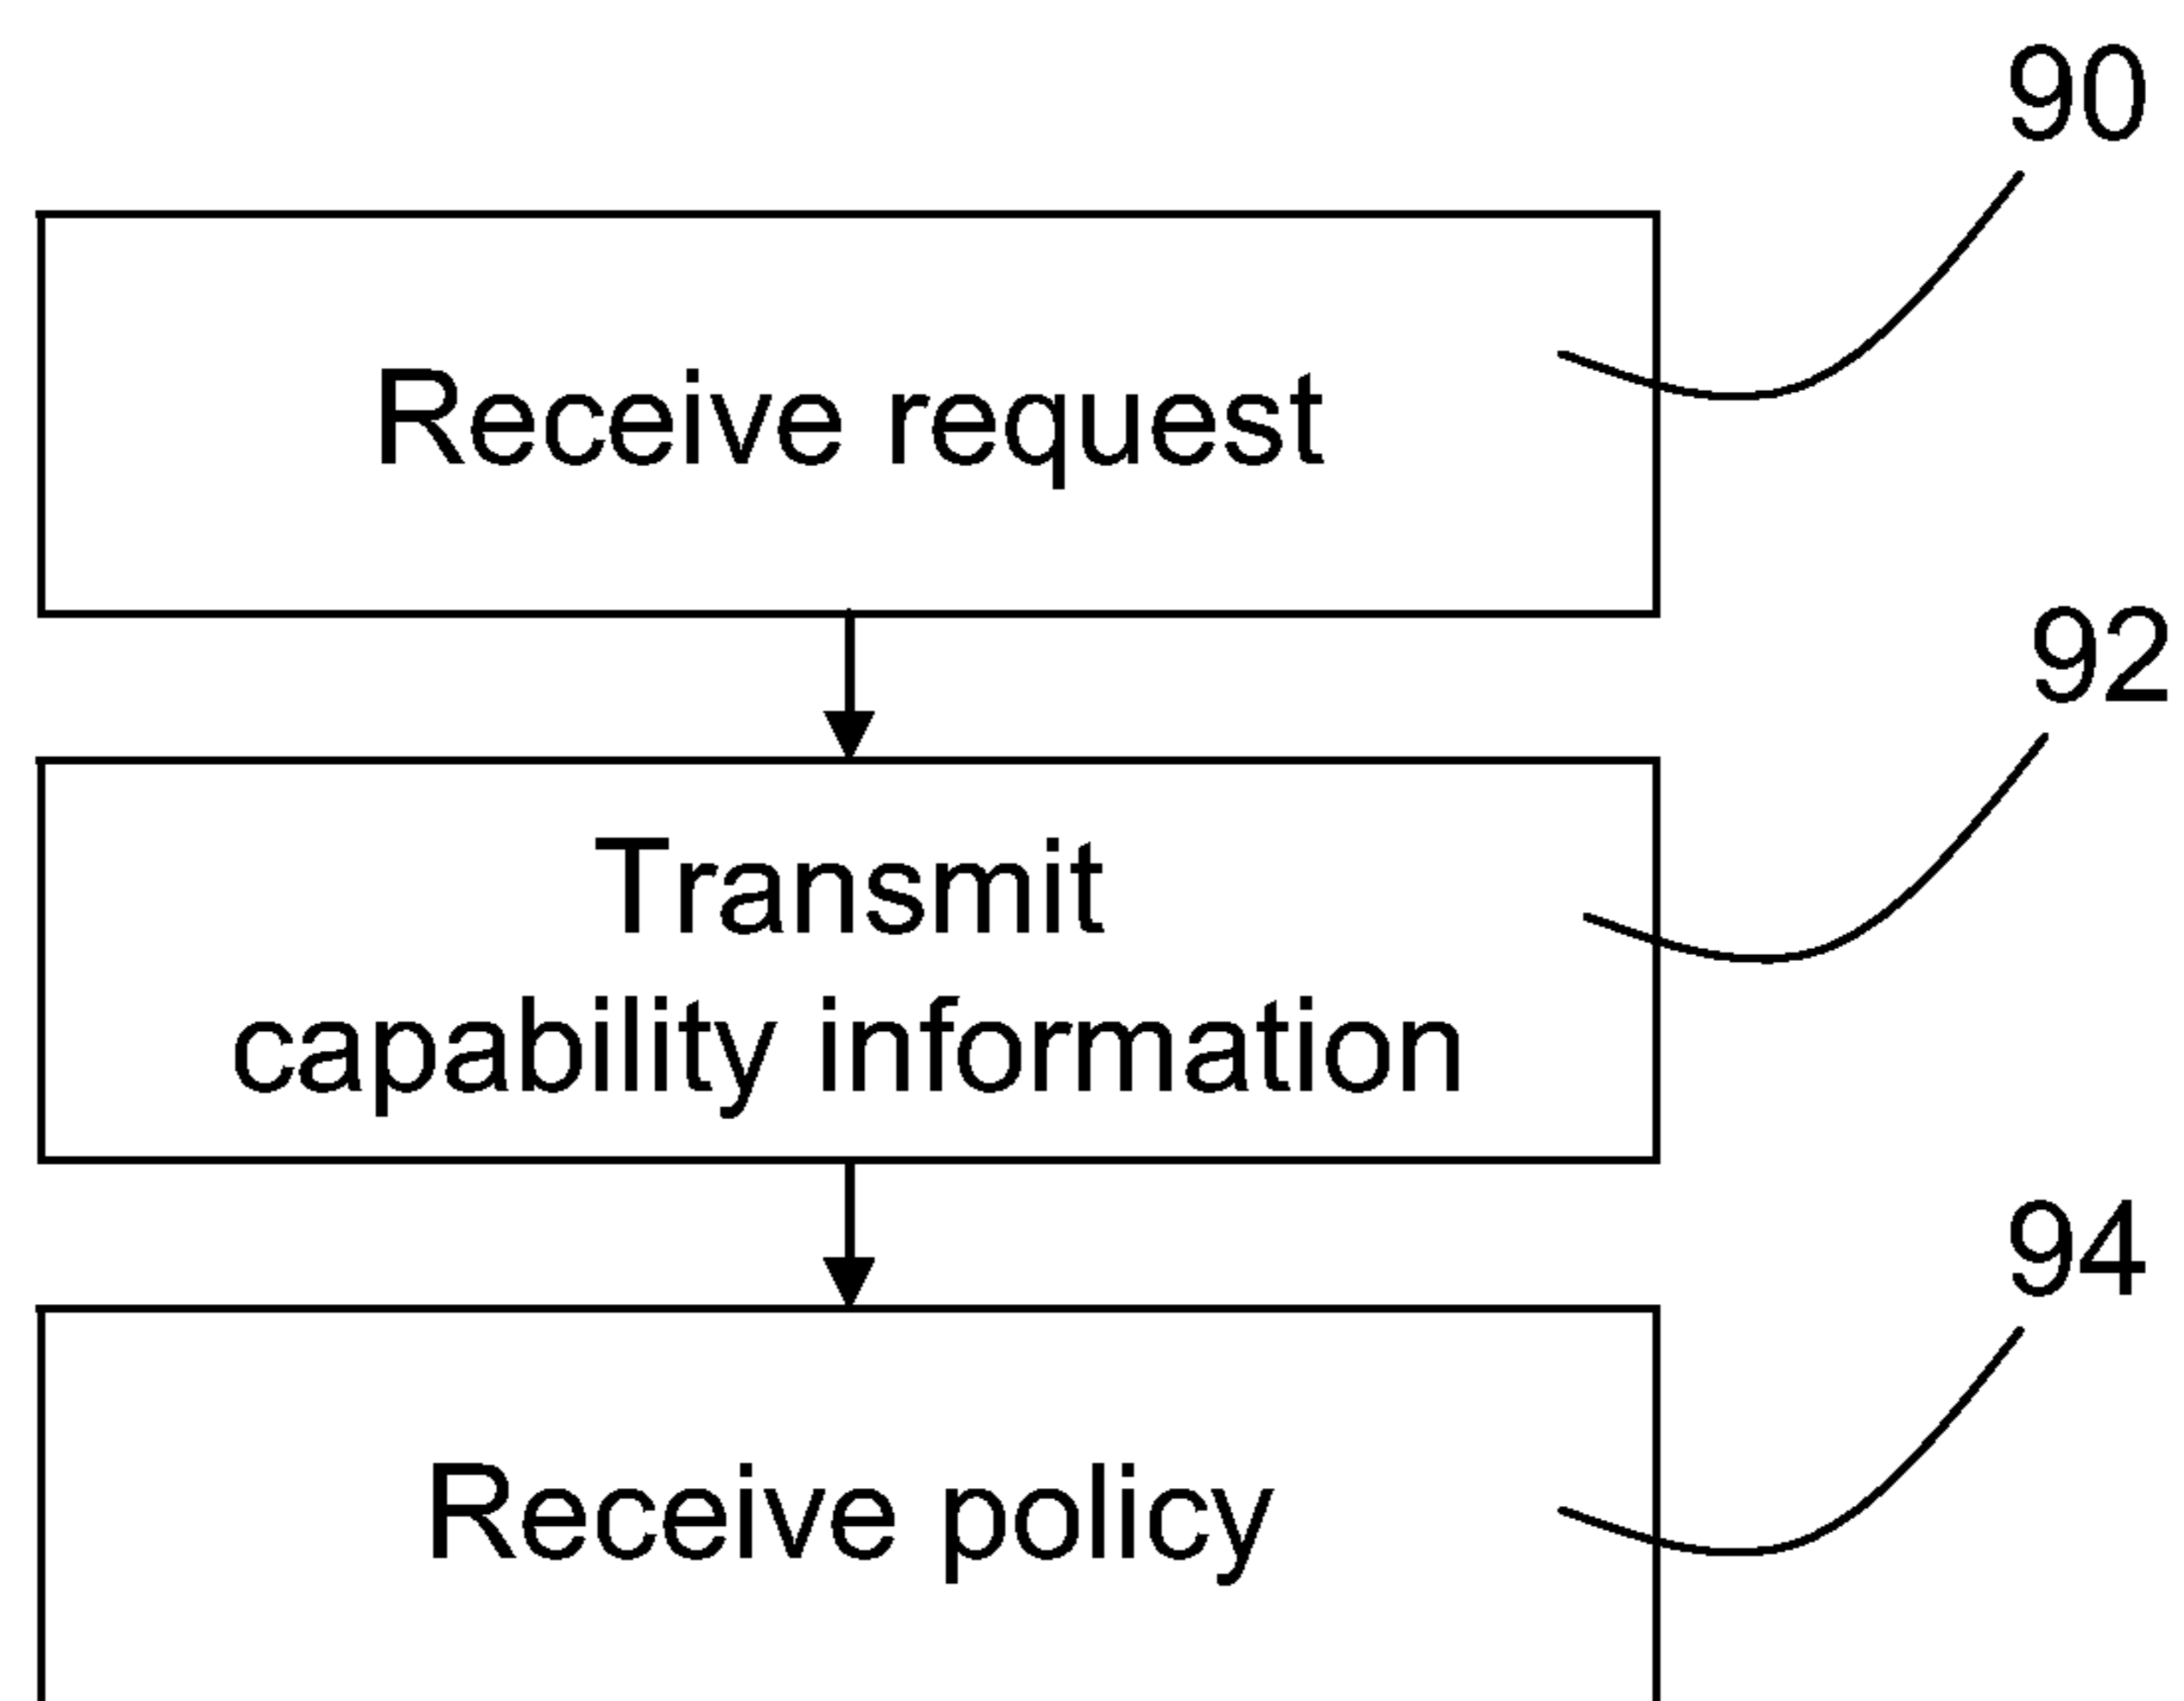 90
Receive request
92
Transmit
capability information
94
Receive policy